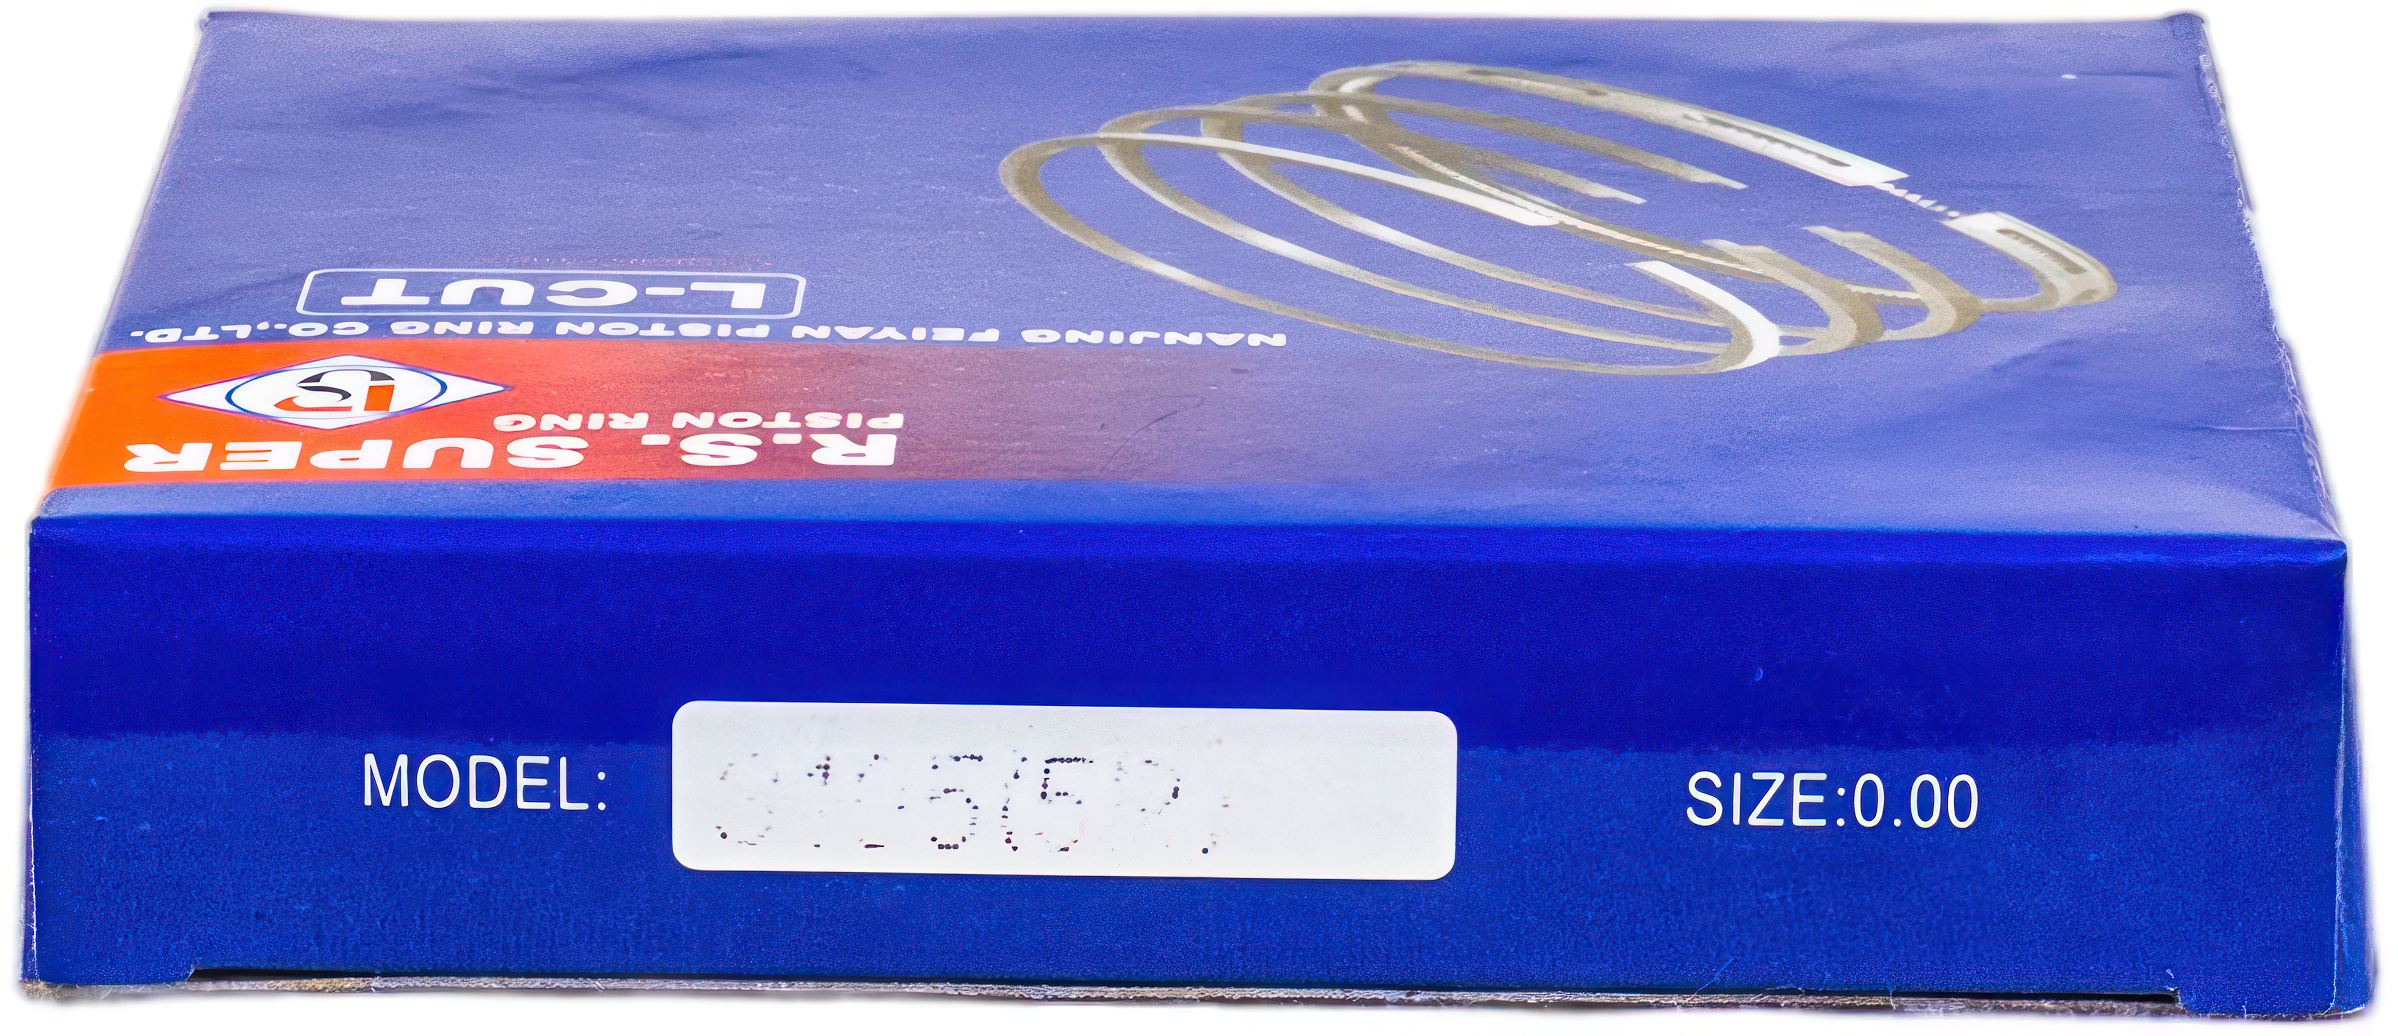 L-CUT
NANJING FEIYAN PISTON RING CO.,LTD.
PISTON RING
R.S. SUPER
MODEL:
SIZE:0.00